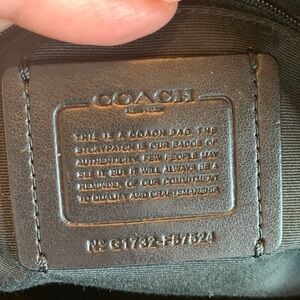 COACH
NEW YORK
THIS IS A COACH BAG. THE
STORYPATCH IS OUR BADGE OF
AUTHENTICITY. FEW PEOPLE MAY
SEE IT, BUT IT WILL ALWAYS BE A
REMINDER OF OUR COMMITMENT
TO QUALITY AND CRAFTSMANSHIP.
Nº G1732-F57524